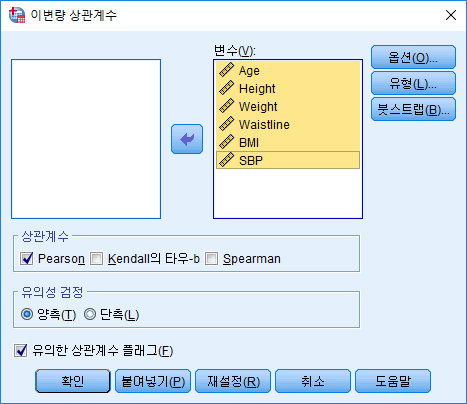 이변량 상관계수
변수(V):
Age
Height
Weight
Waistline
BMI
SBP
옵션(O)...
유형(L)...
붓스트랩(B)...
상관계수
Pearson Kendall의 타우-b Spearman
유의성 검정
양측(T) 단측(L)
유의한 상관계수 플래그(F)
확인 붙여넣기(P) 재설정(R) 취소 도움말